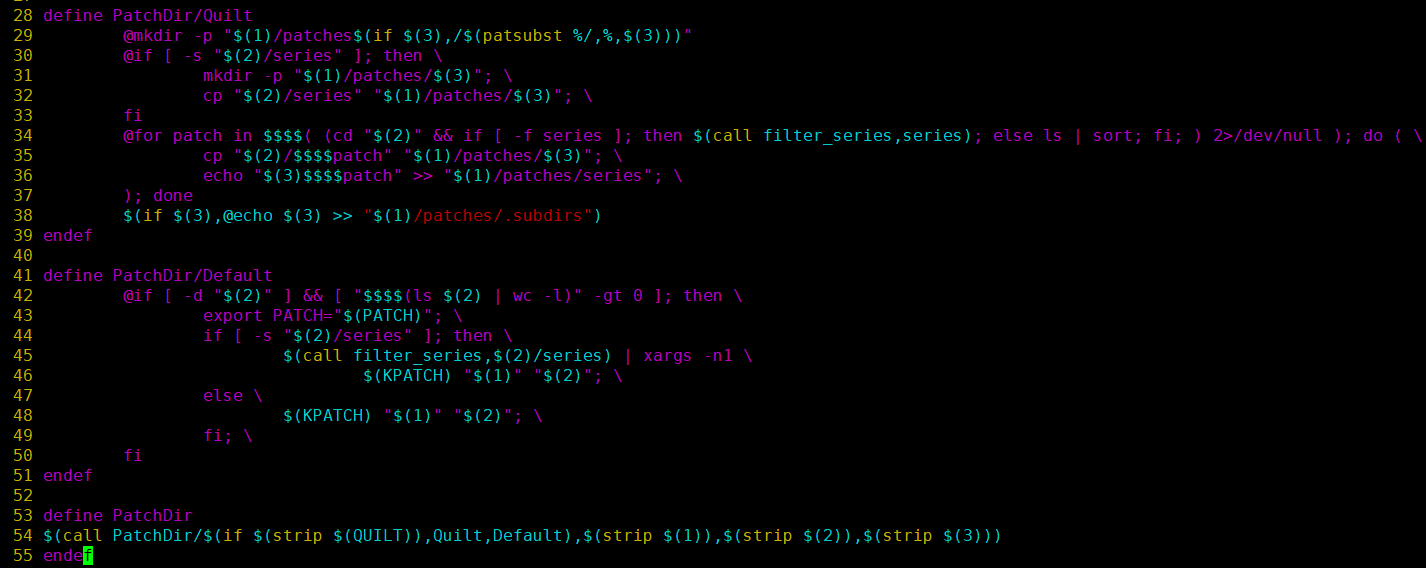 28 define PatchDir/Quilt
29         @mkdir -p "$(1)/patches$(if $(3),/$(patsubst %/,%,$(3)))"
30         @if [ -s "$(2)/series" ]; then \
31                 mkdir -p "$(1)/patches/$(3)"; \
32                 cp "$(2)/series" "$(1)/patches/$(3)"; \
33         fi
34         @for patch in $$$$( (cd "$(2)" && if [ -f series ]; then $(call filter_series,series); else ls | sort; fi; ) 2>/dev/null ); do ( \
35                 cp "$(2)/$$$$patch" "$(1)/patches/$(3)"; \
36                 echo "$(3)$$$$patch" >> "$(1)/patches/series"; \
37         ); done
38         $(if $(3),@echo $(3) >> "$(1)/patches/.subdirs")
39 endef
40
41 define PatchDir/Default
42         @if [ -d "$(2)" ] && [ "$$$$(ls $(2) | wc -l)" -gt 0 ]; then \
43                 export PATCH="$(PATCH)"; \
44                 if [ -s "$(2)/series" ]; then \
45                         $(call filter_series,$(2)/series) | xargs -n1 \
46                                 $(KPATCH) "$(1)" "$(2)"; \
47                 else \
48                         $(KPATCH) "$(1)" "$(2)"; \
49                 fi; \
50         fi
51 endef
52
53 define PatchDir
54 $(call PatchDir/$(if $(strip $(QUILT)),Quilt,Default),$(strip $(1)),$(strip $(2)),$(strip $(3)))
55 endef